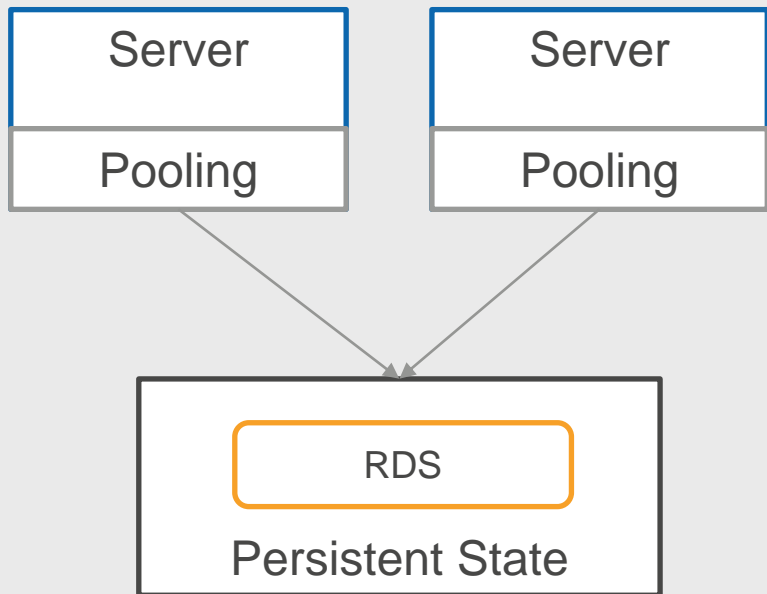 Server
Server
Pooling
Pooling
RDS
Persistent State